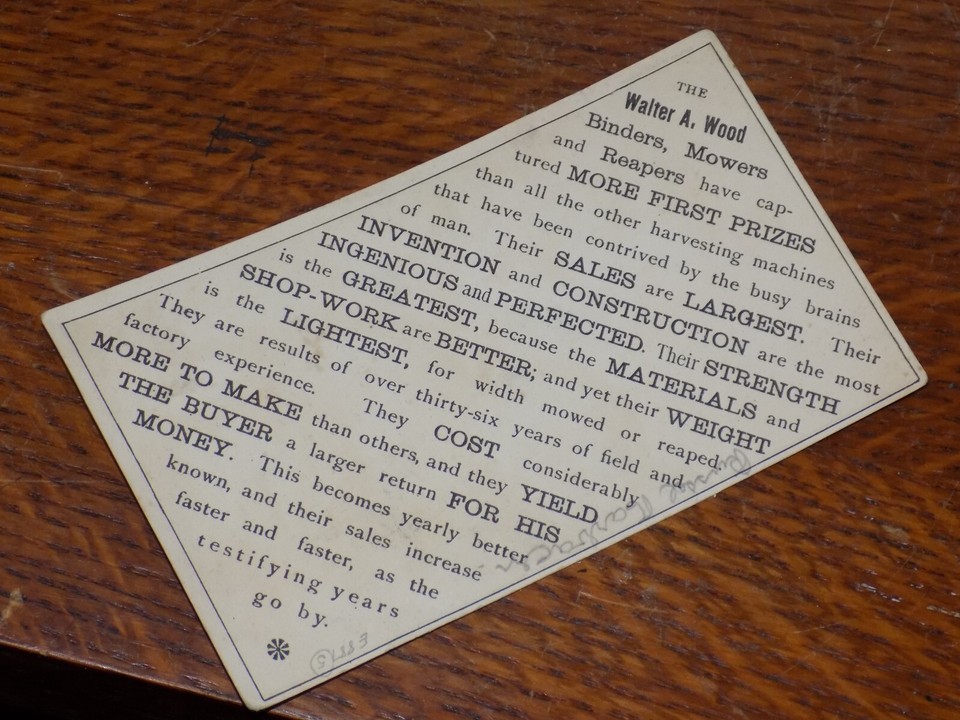 THE
Walter A. Wood
Binders, Mowers
and Reapers have cap-
tured MORE FIRST PRIZES
than all the other harvesting machines
that have been contrived by the busy brains
of man. Their SALES are LARGEST. Their
INVENTION and CONSTRUCTION are the most
INGENIOUS and PERFECTED. Their STRENGTH
is the GREATEST, because the MATERIALS and
SHOP-WORK are BETTER; and yet their WEIGHT
is the LIGHTEST, for width mowed or reaped.
They are results of over thirty-six years of field and
factory experience. They COST considerably
MORE TO MAKE than others, and they YIELD
THE BUYER a larger return FOR HIS
MONEY. This becomes yearly better
known, and their sales increase
faster and faster, as the
testifying years
go by.